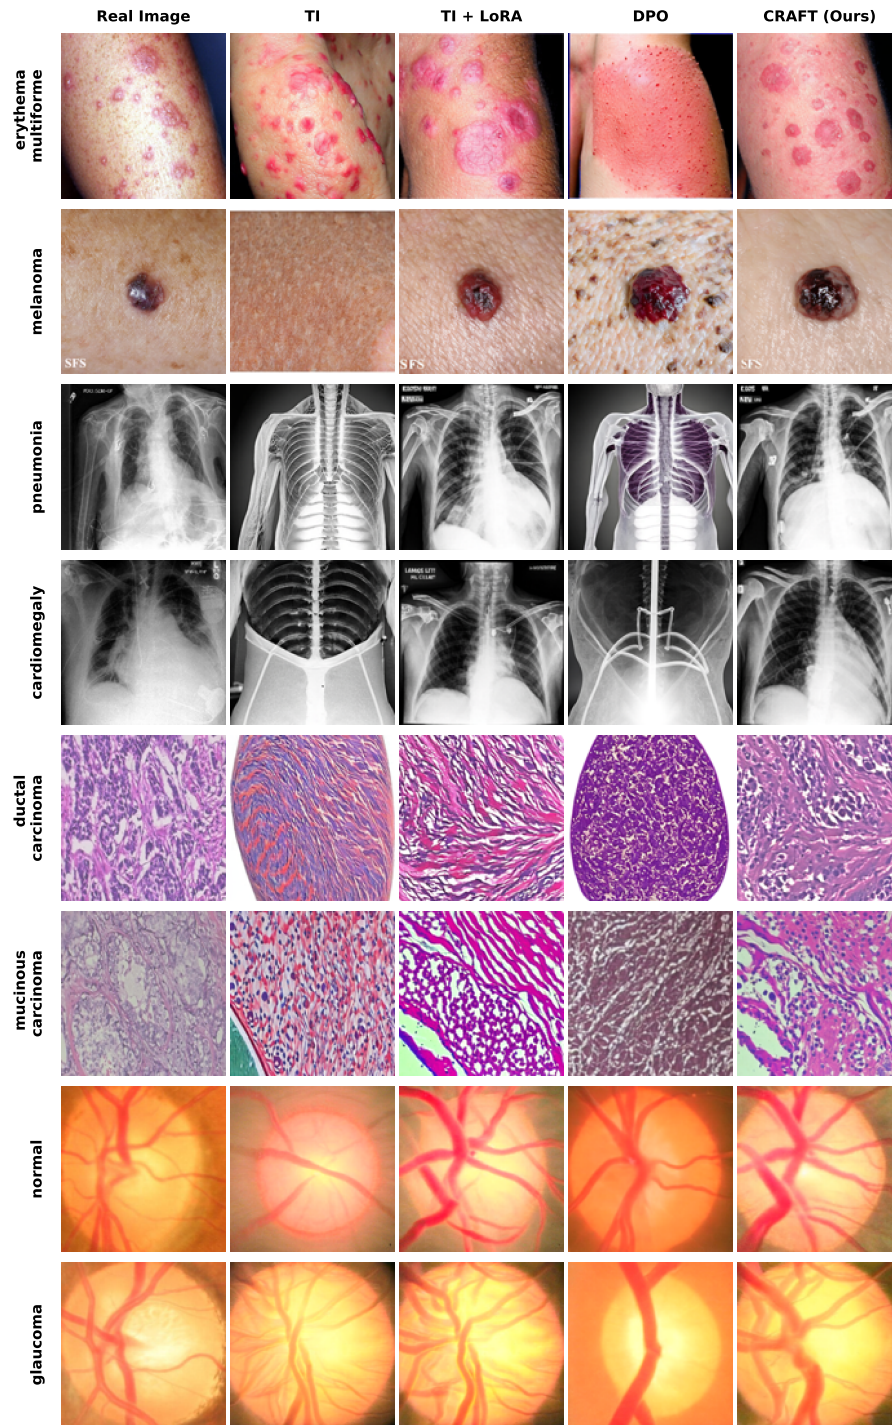 Real Image
TI
TI + LoRA
DPO
CRAFT (Ours)
erythema
multiforme
melanoma
SFS
SFS
SFS
pneumonia
cardiomegaly
ductal
carcinoma
mucinous
carcinoma
normal
glaucoma